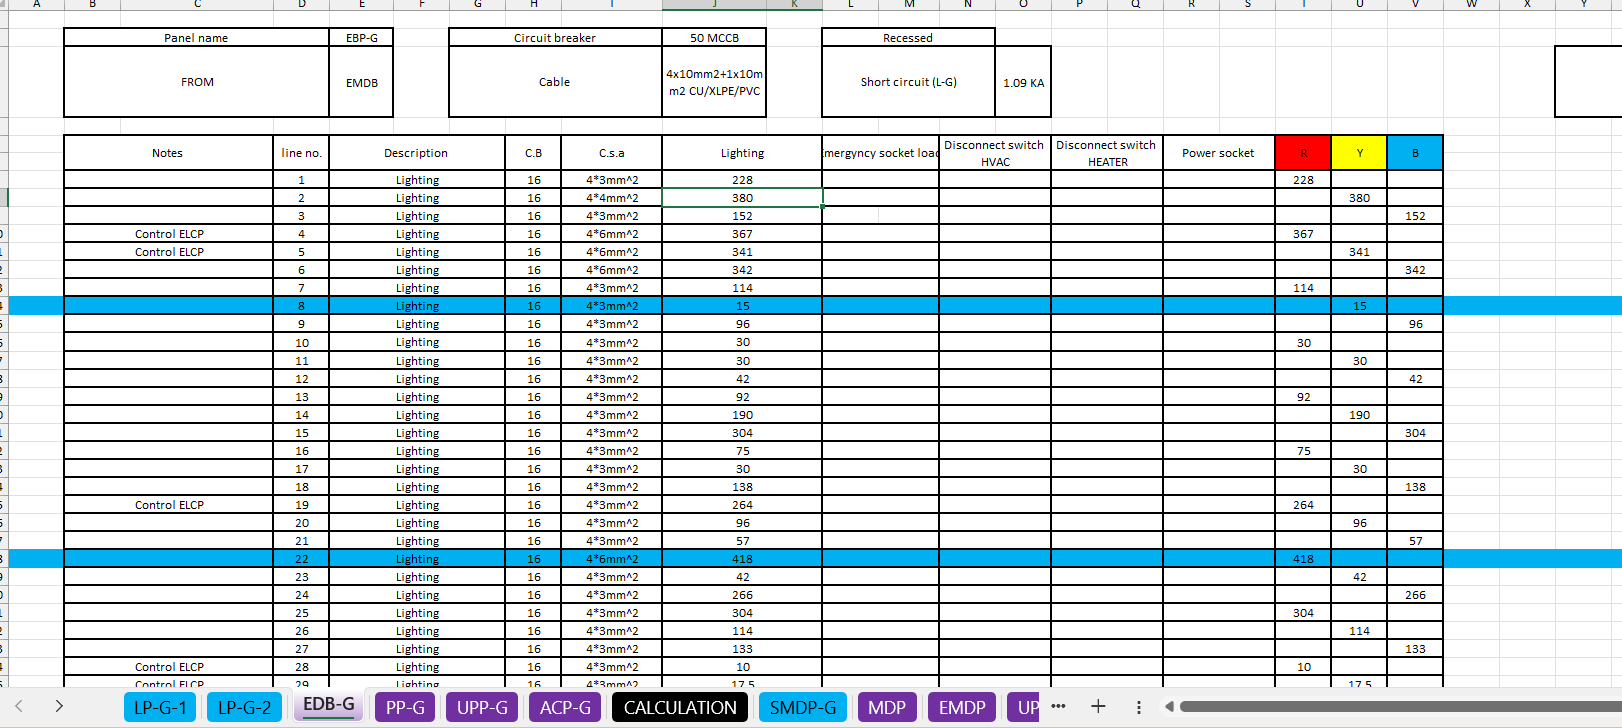 A B C D E F G H I J K L M N O P Q R S T U V W X Y
Panel name EBP-G Circuit breaker 50 MCCB Recessed
FROM EMDB Cable 4x10mm2+1x10m Short circuit (L-G) 1.09 KA
m2 CU/XLPE/PVC
Notes line no. Description C.B C.s.a Lighting Emergyncy socket load Disconnect switch Disconnect switch Power socket R Y B
HVAC HEATER
1 Lighting 16 4*3mm^2 228 228
2 Lighting 16 4*4mm^2 380 380
3 Lighting 16 4*3mm^2 152 152
Control ELCP 4 Lighting 16 4*6mm^2 367 367
Control ELCP 5 Lighting 16 4*6mm^2 341 341
6 Lighting 16 4*6mm^2 342 342
7 Lighting 16 4*3mm^2 114 114
8 Lighting 16 4*3mm^2 15 15
9 Lighting 16 4*3mm^2 96 96
10 Lighting 16 4*3mm^2 30 30
11 Lighting 16 4*3mm^2 30 30
12 Lighting 16 4*3mm^2 42 42
13 Lighting 16 4*3mm^2 92 92
14 Lighting 16 4*3mm^2 190 190
15 Lighting 16 4*3mm^2 304 304
16 Lighting 16 4*3mm^2 75 75
17 Lighting 16 4*3mm^2 30 30
18 Lighting 16 4*3mm^2 138 138
Control ELCP 19 Lighting 16 4*3mm^2 264 264
20 Lighting 16 4*3mm^2 96 96
21 Lighting 16 4*3mm^2 57 57
22 Lighting 16 4*6mm^2 418 418
23 Lighting 16 4*3mm^2 42 42
24 Lighting 16 4*3mm^2 266 266
25 Lighting 16 4*3mm^2 304 304
26 Lighting 16 4*3mm^2 114 114
27 Lighting 16 4*3mm^2 133 133
Control ELCP 28 Lighting 16 4*3mm^2 10 10
Control ELCP 29 Lighting 16 4*3mm^2 17.5 17.5
LP-G-1 LP-G-2 EDB-G PP-G UPP-G ACP-G CALCULATION SMDP-G MDP EMDP UP